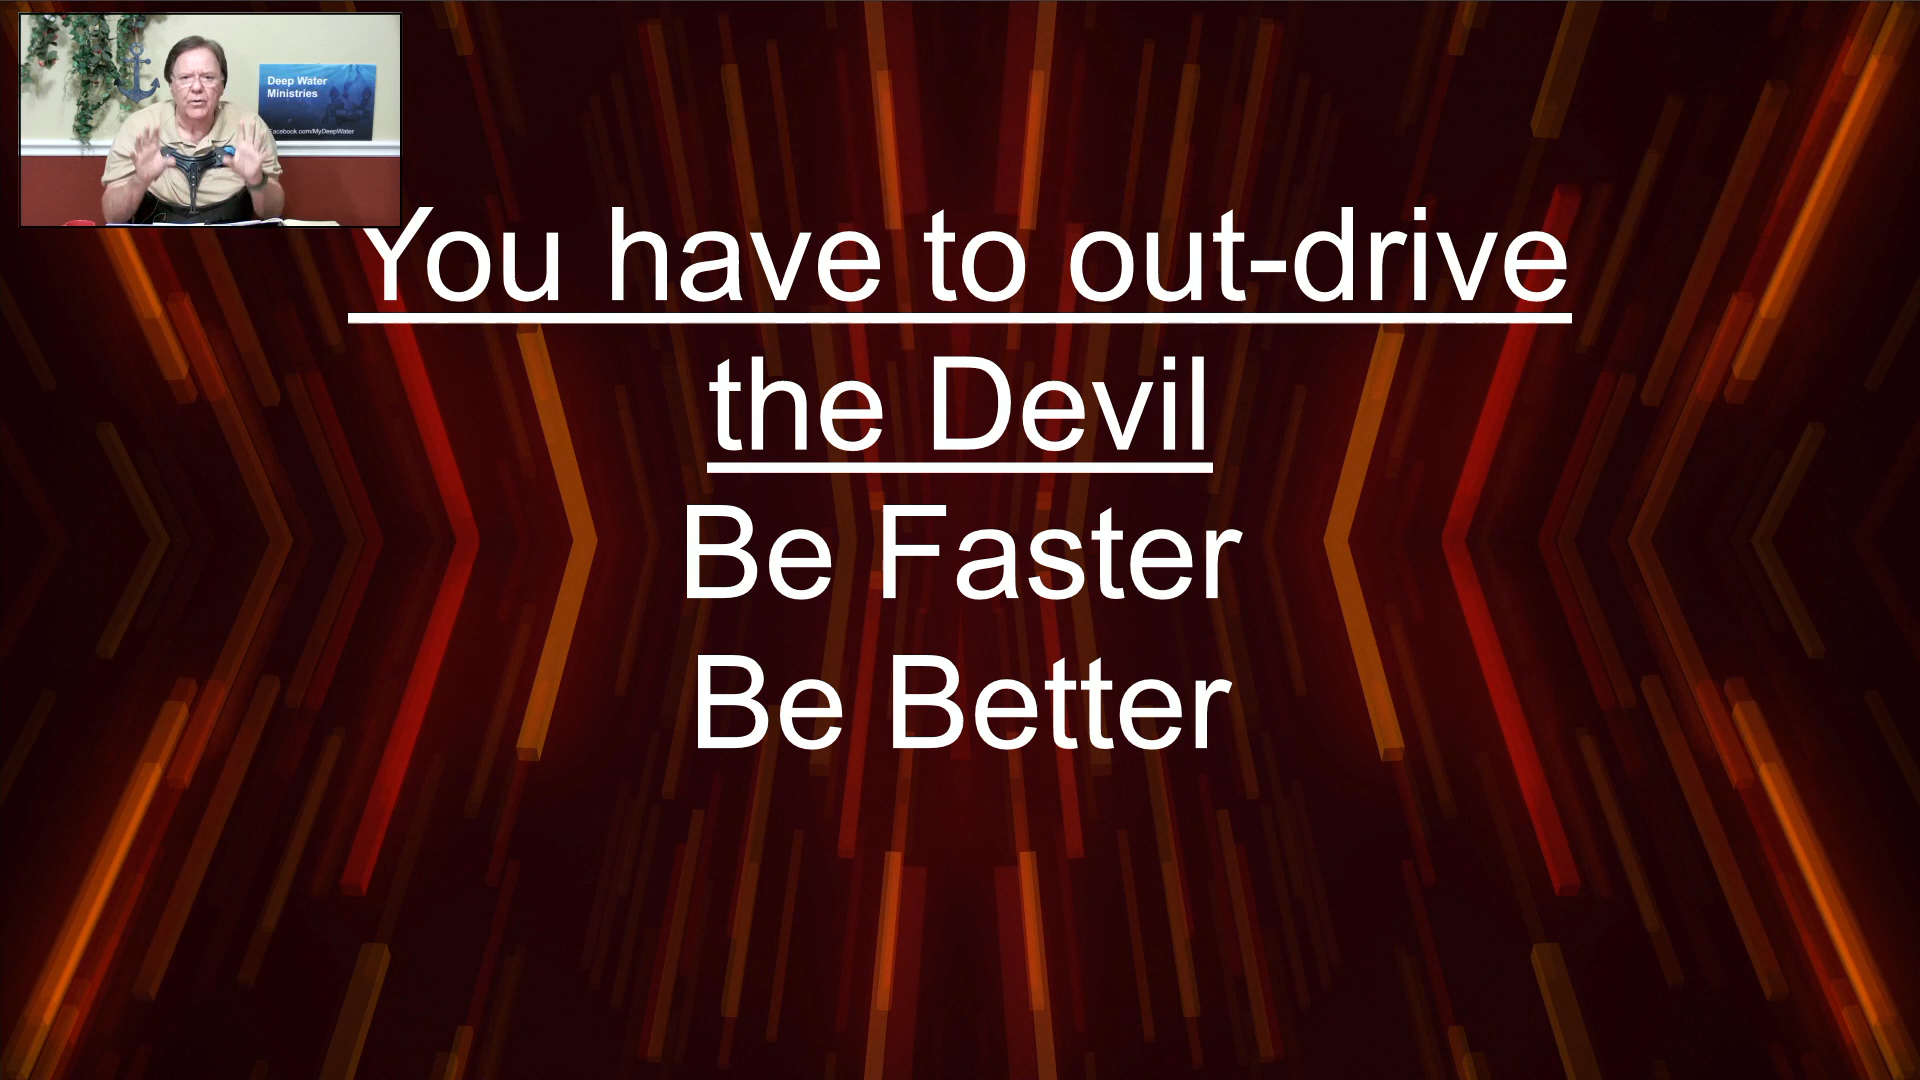 Deep Water
Ministries
Facebook.com/MyDeepWater
You have to out-drive
the Devil
Be Faster
Be Better